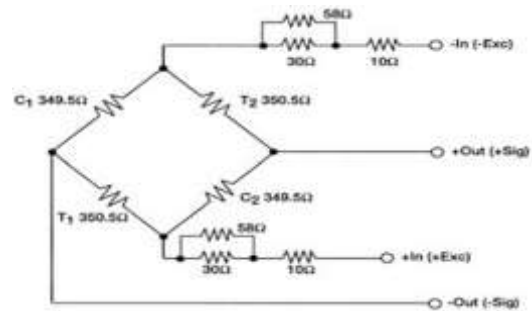 58Ω
-In (-Exc)
30Ω
10Ω
C1 349.5Ω
T2 350.5Ω
+Out (+Sig)
T1 350.5Ω
C2 349.5Ω
58Ω
+In (+Exc)
30Ω
10Ω
-Out (-Sig)